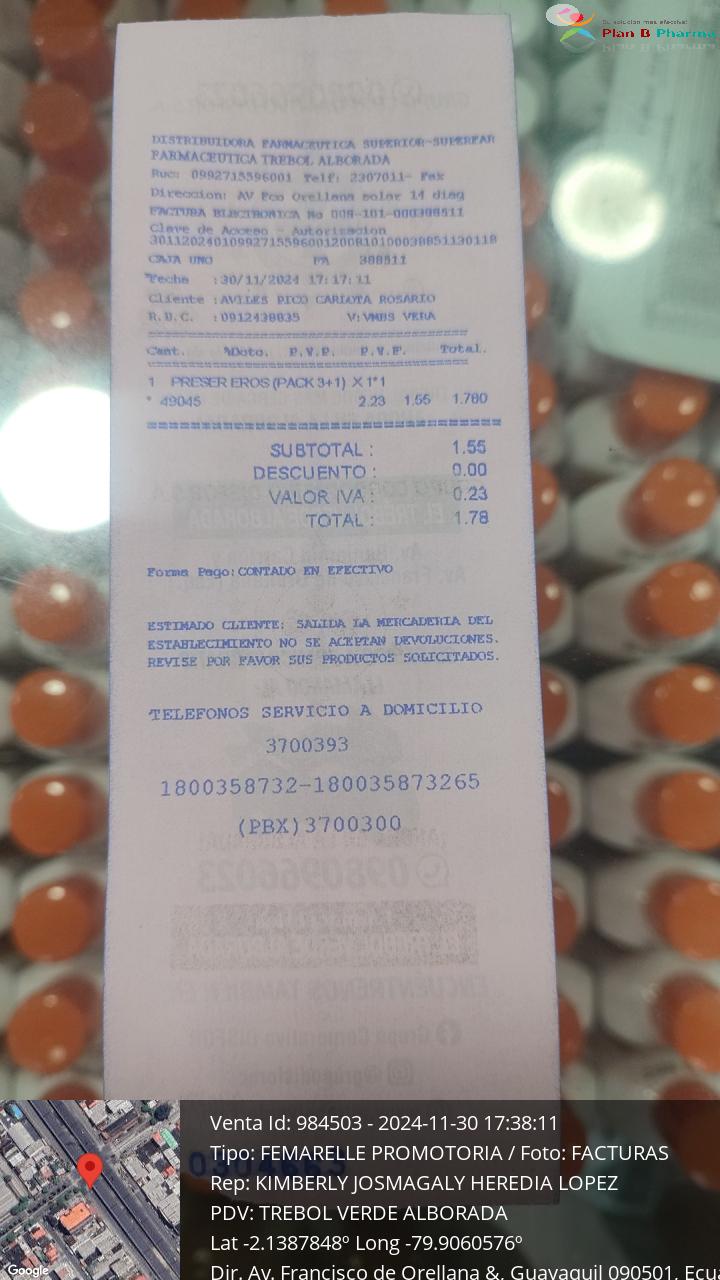 Su solución más efectiva!
Plan B Pharma
DISTRIBUIDORA FARMACEUTICA SUPERIOR-SUPERFAR
FARMACEUTICA TREBOL ALBORADA
Ruc: 0992715596001 Telf: 2307011- Fax
Direccion: AV Fco Orellana solar 14 diag
FACTURA ELECTRONICA No 008-101-000388511
Clave de Acceso - Autorizacion
30112024010992715596001200810100038851130118
CAJA UNO FA 388511
*Fecha :30/11/2024 17:17:11
Cliente :AVILES RICO CARLOTA ROSARIO
R.U.C. :0912438835 V:VMBS VERA
Cant. %Dcto. P.V.P. P.V.F. Total.
1 PRESER EROS (PACK 3+1) X 1*1
* 49045 2.23 1.55 1.780
SUBTOTAL : 1.55
DESCUENTO : 0.00
VALOR IVA : 0.23
TOTAL : 1.78
Forma Pago: CONTADO EN EFECTIVO
ESTIMADO CLIENTE: SALIDA LA MERCADERIA DEL
ESTABLECIMIENTO NO SE ACEPTAN DEVOLUCIONES.
REVISE POR FAVOR SUS PRODUCTOS SOLICITADOS.
TELEFONOS SERVICIO A DOMICILIO
3700393
1800358732-180035873265
(PBX)3700300
0980966023
Venta Id: 984503 - 2024-11-30 17:38:11
Tipo: FEMARELLE PROMOTORIA / Foto: FACTURAS
Rep: KIMBERLY JOSMAGALY HEREDIA LOPEZ
PDV: TREBOL VERDE ALBORADA
Lat -2.1387848º Long -79.9060576º
Dir. Av. Francisco de Orellana &, Guayaquil 090501, Ecu
Google